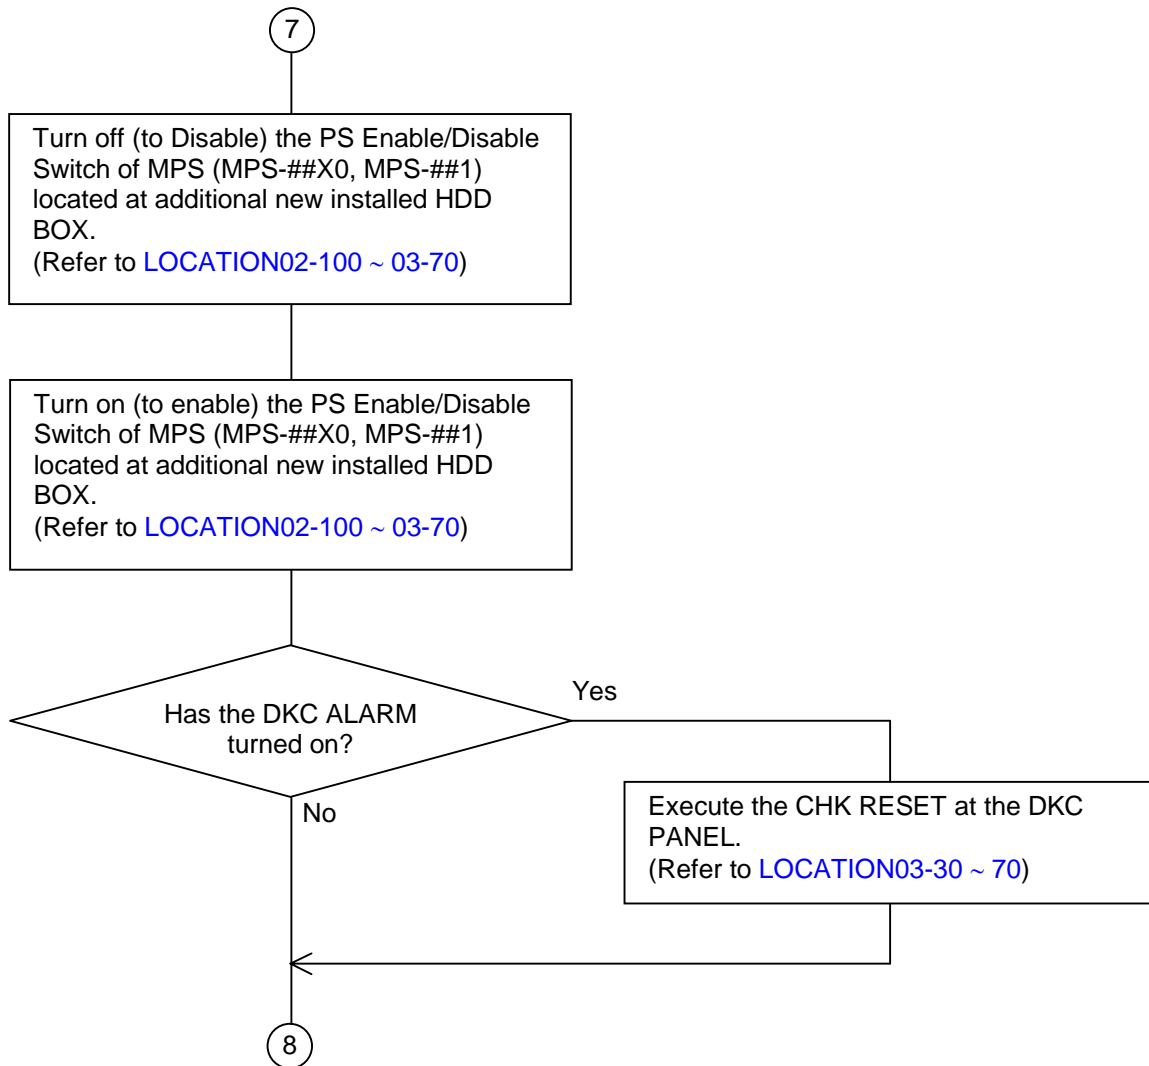 7
Turn off (to Disable) the PS Enable/Disable
Switch of MPS (MPS-##X0, MPS-##1)
located at additional new installed HDD
BOX.
(Refer to LOCATION02-100 ~ 03-70)
Turn on (to enable) the PS Enable/Disable
Switch of MPS (MPS-##X0, MPS-##1)
located at additional new installed HDD
BOX.
(Refer to LOCATION02-100 ~ 03-70)
Has the DKC ALARM
turned on?
Yes
No
Execute the CHK RESET at the DKC
PANEL.
(Refer to LOCATION03-30 ~ 70)
8